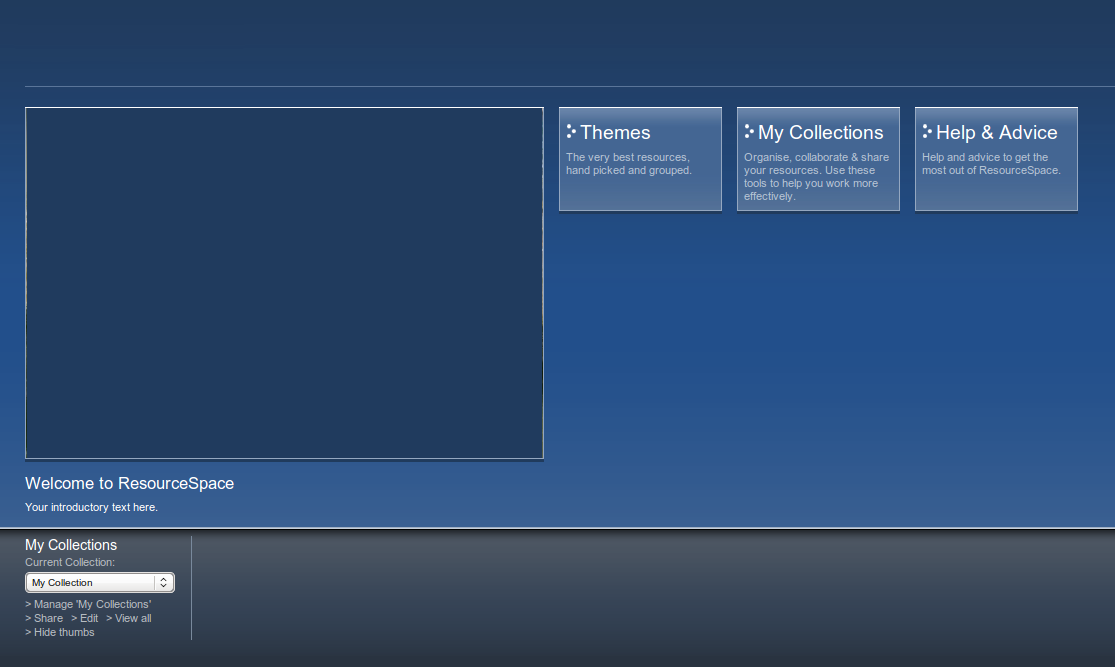 Themes
The very best resources,
hand picked and grouped.
My Collections
Organise, collaborate & share
your resources. Use these
tools to help you work more
effectively.
Help & Advice
Help and advice to get the
most out of ResourceSpace.
Welcome to ResourceSpace
Your introductory text here.
My Collections
Current Collection:
My Collection
> Manage 'My Collections'
> Share > Edit > View all
> Hide thumbs